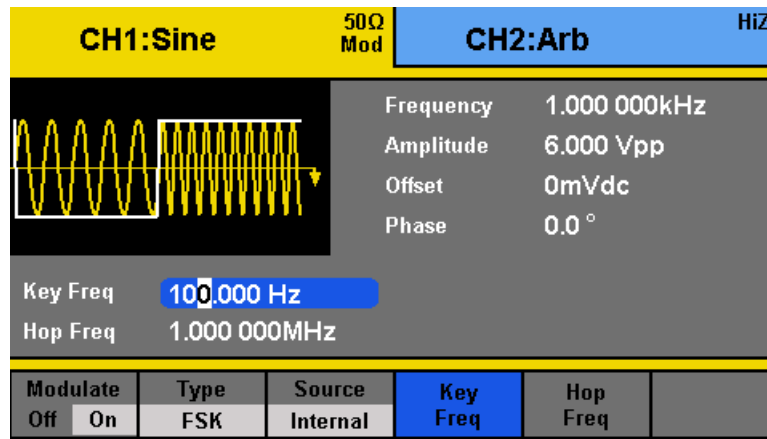 CH1:Sine
50Ω
Mod
CH2:Arb
HiZ
Frequency 1.000 000kHz
Amplitude 6.000 Vpp
Offset 0mVdc
Phase 0.0 °
Key Freq 100.000 Hz
Hop Freq 1.000 000MHz
Modulate Type Source Key Hop
Off On FSK Internal Freq Freq